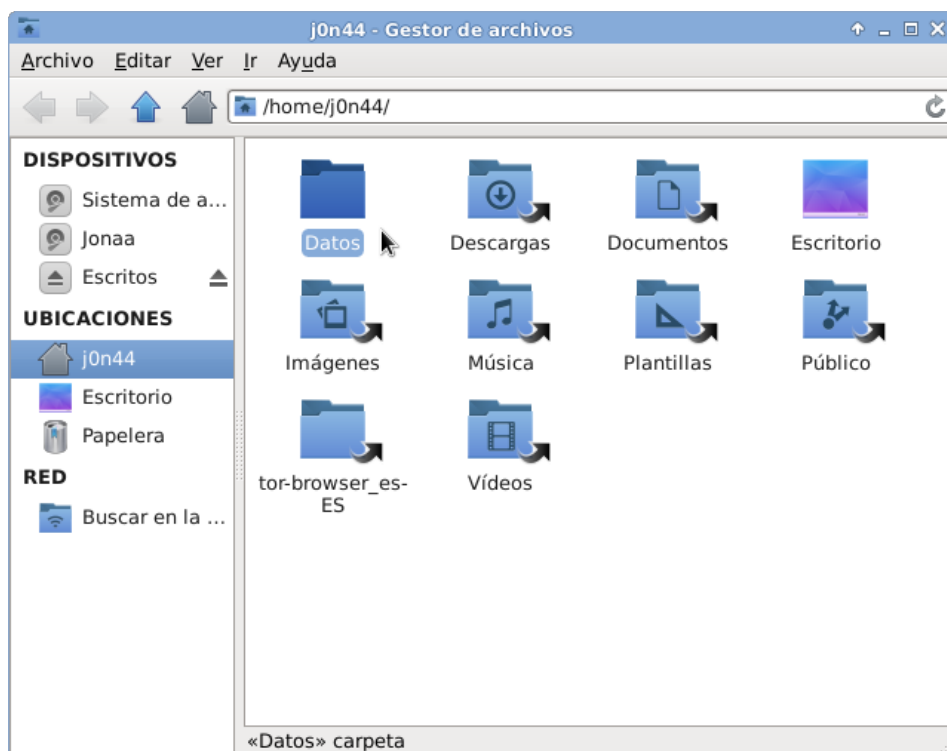 j0n44 - Gestor de archivos
Archivo Editar Ver Ir Ayuda
/home/j0n44/
DISPOSITIVOS
Sistema de a...
Jonaa
Escritos
UBICACIONES
j0n44
Escritorio
Papelera
RED
Buscar en la ...
Datos Descargas Documentos Escritorio
Imágenes Música Plantillas Público
tor-browser_es- Vídeos
ES
«Datos» carpeta